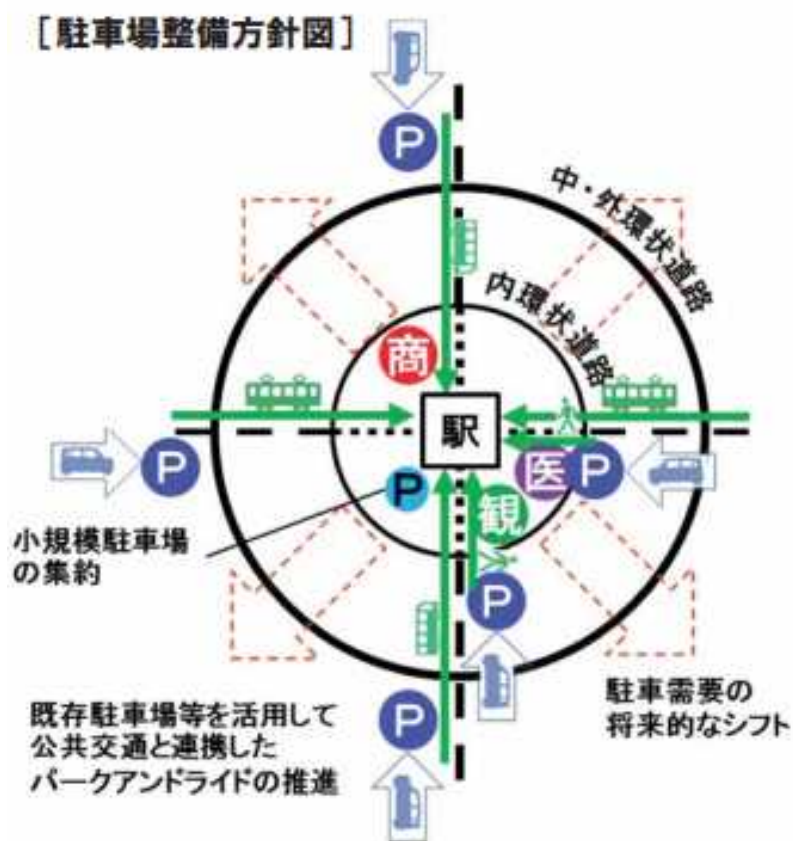 ［駐車場整備方針図］
P
中・外環状道路
内環状道路
商
駅
P
医
P
P
観
小規模駐車場
の集約
P
P
既存駐車場等を活用して
公共交通と連携した
パークアンドライドの推進
駐車需要の
将来的なシフト